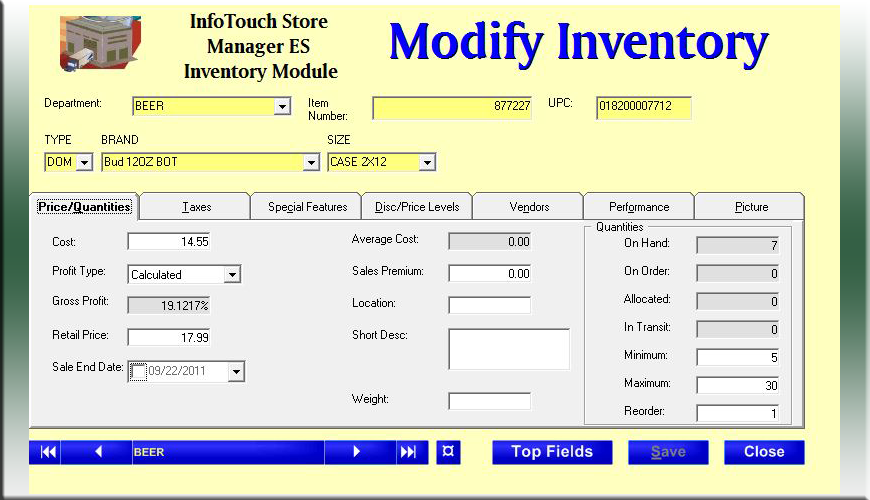 InfoTouch Store
Manager ES
Inventory Module
Modify Inventory
Department: BEER Item Number: 877227 UPC: 018200007712
TYPE BRAND SIZE
DOM Bud 12OZ BOT CASE 2X12
Price/Quantities Taxes Special Features Disc/Price Levels Vendors Performance Picture
Cost: 14.55
Profit Type: Calculated
Gross Profit: 19.1217%
Retail Price: 17.99
Sale End Date: 09/22/2011
Average Cost: 0.00
Sales Premium: 0.00
Location:
Short Desc:
Weight:
Quantities
On Hand: 7
On Order: 0
Allocated: 0
In Transit: 0
Minimum: 5
Maximum: 30
Reorder: 1
BEER Top Fields Save Close